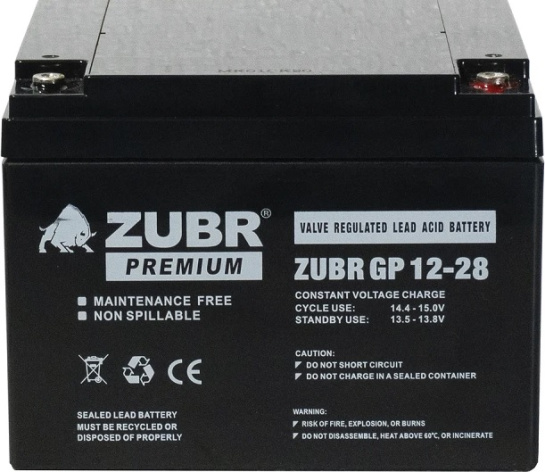 ZUBR®
PREMIUM
MAINTENANCE FREE
NON SPILLABLE
CE
SEALED LEAD BATTERY
MUST BE RECYCLED OR
DISPOSED OF PROPERLY
VALVE REGULATED LEAD ACID BATTERY
ZUBR GP 12-28
CONSTANT VOLTAGE CHARGE
CYCLE USE: 14.4 - 15.0V
STANDBY USE: 13.5 - 13.8V
CAUTION:
DO NOT SHORT CIRCUIT
DO NOT CHARGE IN A SEALED CONTAINER
WARNING:
RISK OF FIRE, EXPLOSION, OR BURNS
DO NOT DISASSEMBLE, HEAT ABOVE 60°C, OR INCINERATE